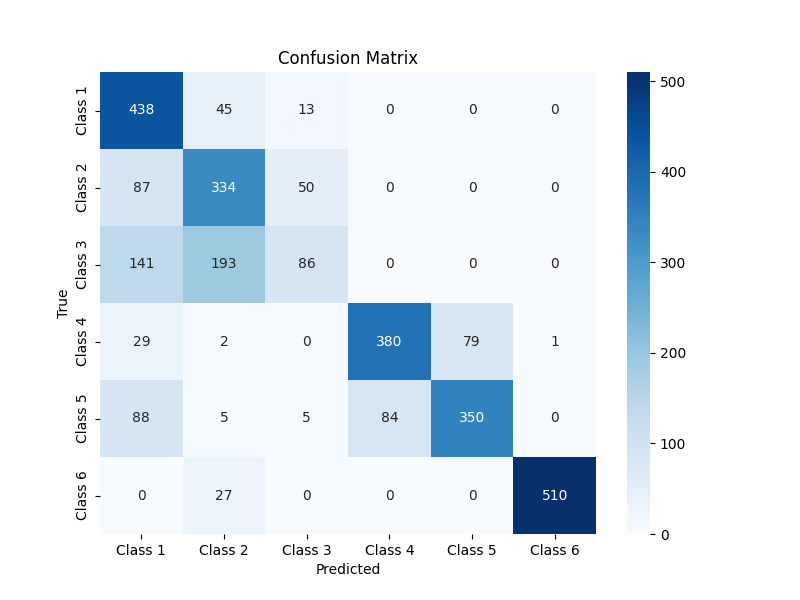 Confusion Matrix
Class 1 438 45 13 0 0 0
Class 2 87 334 50 0 0 0
Class 3 141 193 86 0 0 0
Class 4 29 2 0 380 79 1
Class 5 88 5 5 84 350 0
Class 6 0 27 0 0 0 510
Class 1 Class 2 Class 3 Class 4 Class 5 Class 6
Predicted
True
500
400
300
200
100
0